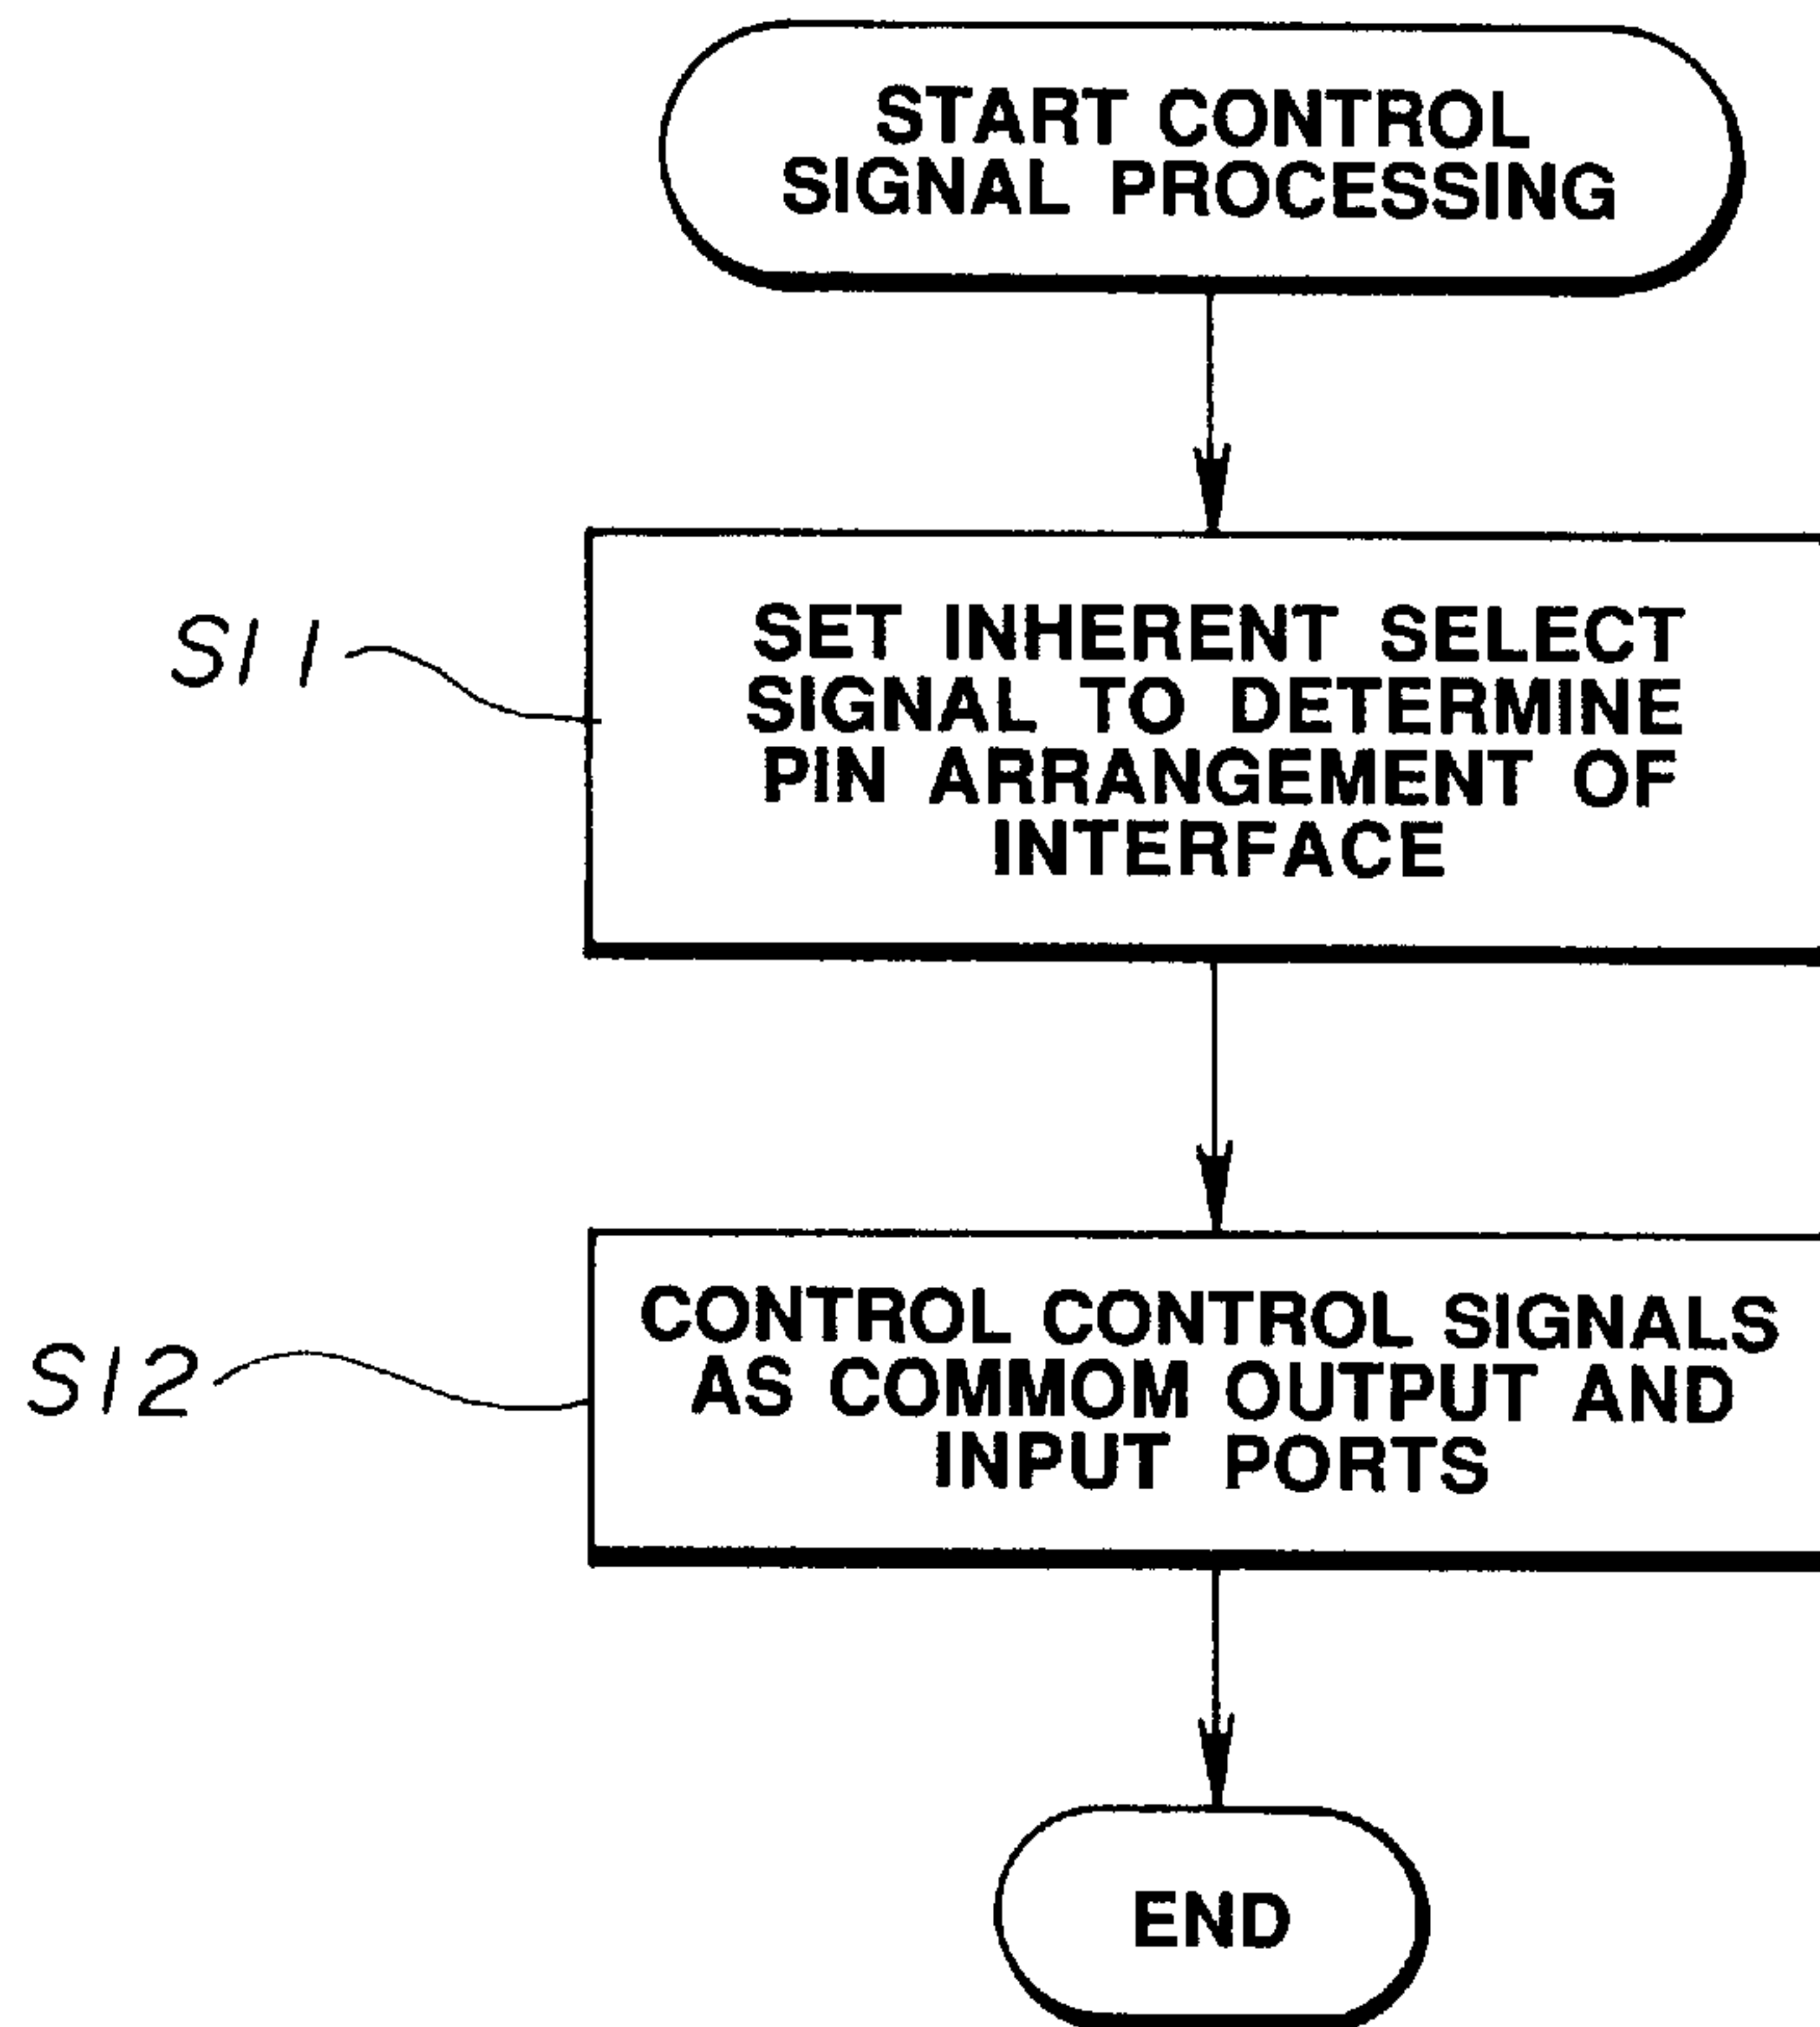 START CONTROL
SIGNAL PROCESSING
S11
SET INHERENT SELECT
SIGNAL TO DETERMINE
PIN ARRANGEMENT OF
INTERFACE
S12
CONTROL CONTROL SIGNALS
AS COMMOM OUTPUT AND
INPUT PORTS
END